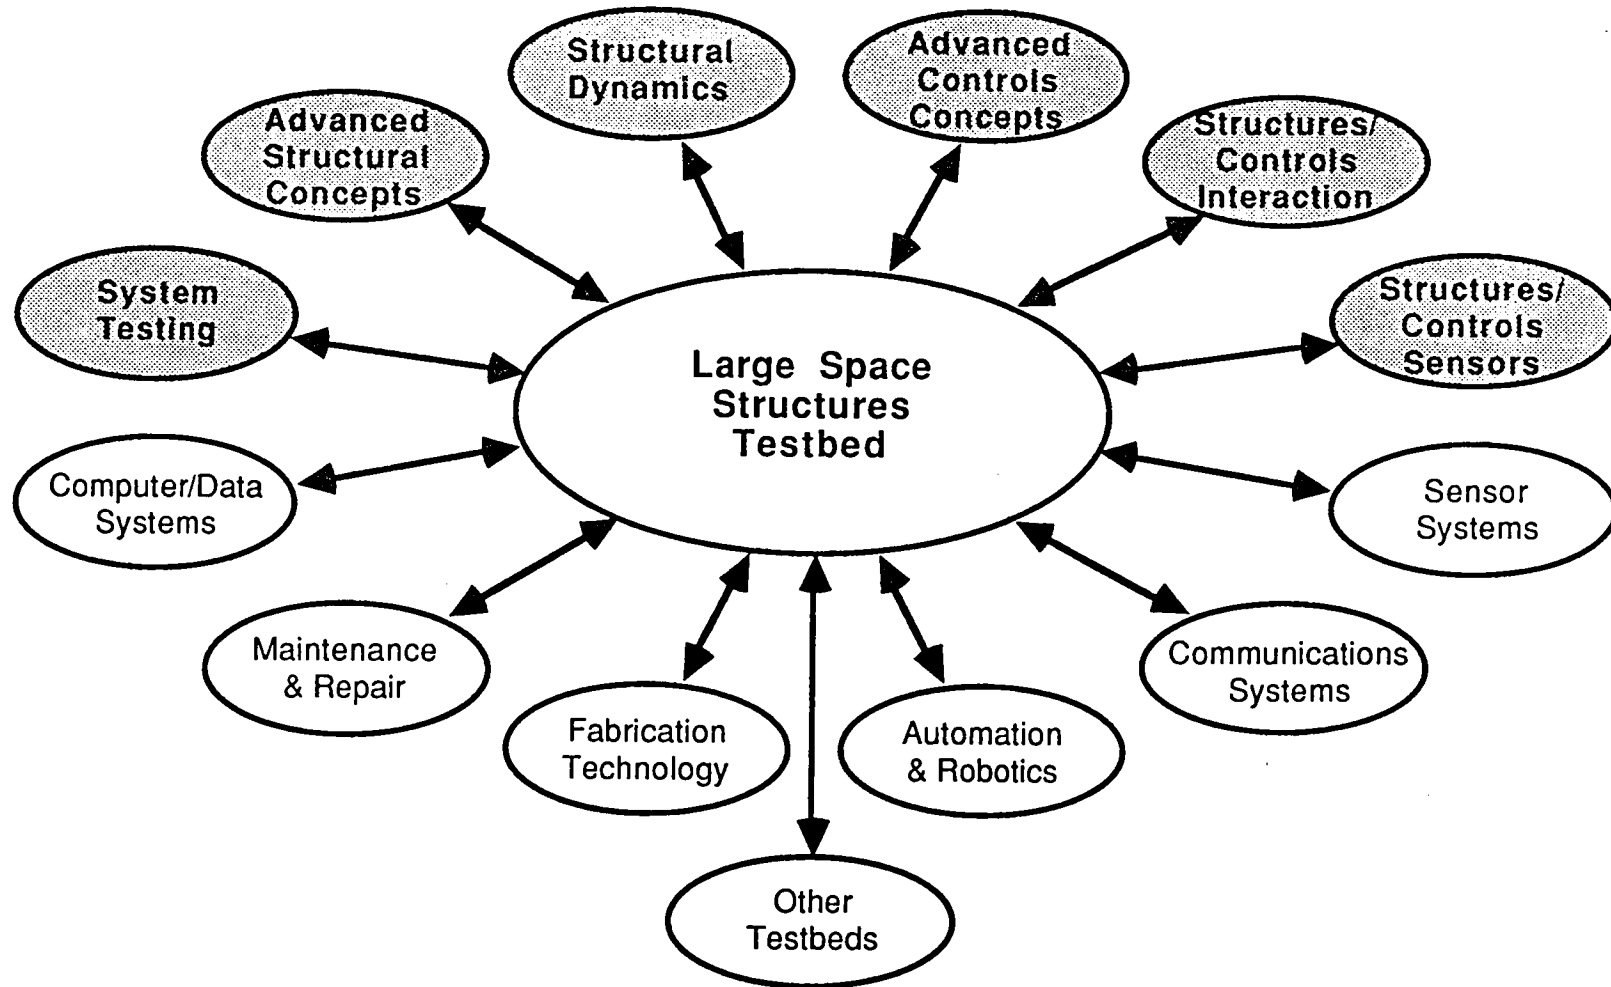 Structural
Dynamics
Advanced
Controls
Concepts
Advanced
Structural
Concepts
Structures/
Controls
Interaction
System
Testing
Structures/
Controls
Sensors
Large Space
Structures
Testbed
Computer/Data
Systems
Sensor
Systems
Maintenance
& Repair
Communications
Systems
Fabrication
Technology
Automation
& Robotics
Other
Testbeds